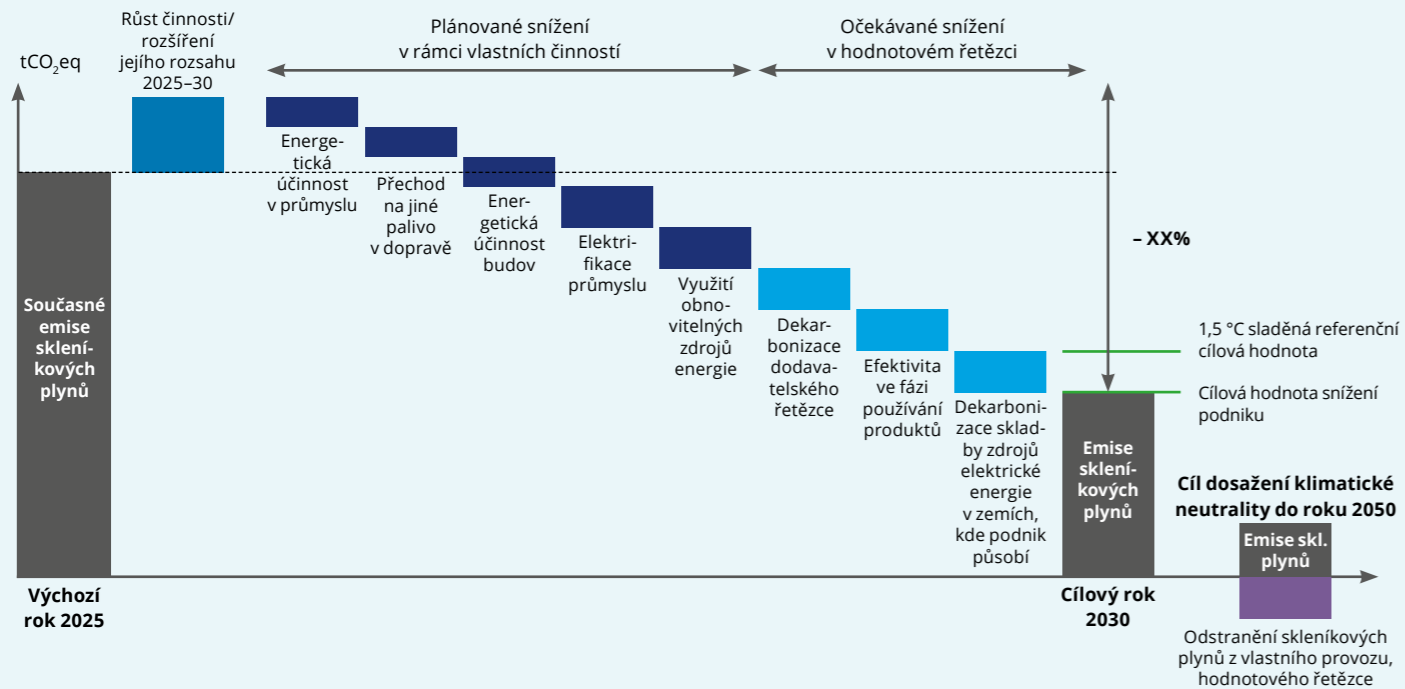 tCO2eq
Růst činnosti/
rozšíření
jejího rozsahu
2025–30
Plánované snížení
v rámci vlastních činností
Očekávané snížení
v hodnotovém řetězci
Současné
emise
sklení-
kových
plynů
Energe-
tická
účinnost
v průmyslu
Přechod
na jiné
palivo
v dopravě
Ener-
getická
účinnost
budov
Elektri-
fikace
průmyslu
Využití
obno-
vitelných
zdrojů
energie
Dekar-
bonizace
dodava-
telského
řetězce
Efektivita
ve fázi
používání
produktů
Dekarboni-
zace sklad-
by zdrojů
elektrické
energie
v zemích,
kde podnik
působí
– XX%
1,5 °C sladěná referenční
cílová hodnota
Cílová hodnota snížení
podniku
Emise
sklení-
kových
plynů
Cíl dosažení klimatické
neutrality do roku 2050
Emise skl.
plynů
Výchozí
rok 2025
Cílový rok
2030
Odstranění skleníkových
plynů z vlastního provozu,
hodnotového řetězce